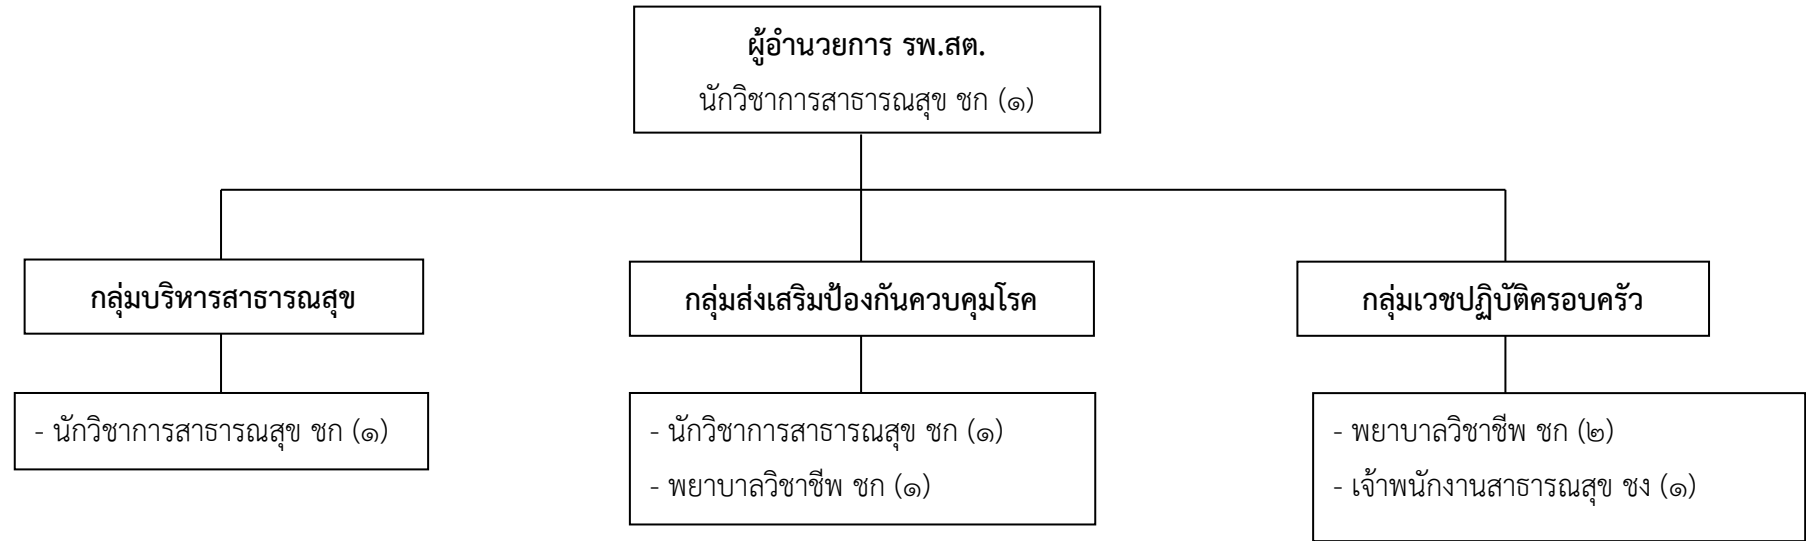 ผู้อำนวยการ รพ.สต.
นักวิชาการสาธารณสุข ชก (๑)
กลุ่มบริหารสาธารณสุข
- นักวิชาการสาธารณสุข ชก (๑)
กลุ่มส่งเสริมป้องกันควบคุมโรค
- นักวิชาการสาธารณสุข ชก (๑)
- พยาบาลวิชาชีพ ชก (๑)
กลุ่มเวชปฏิบัติครอบครัว
- พยาบาลวิชาชีพ ชก (๒)
- เจ้าพนักงานสาธารณสุข ชง (๑)